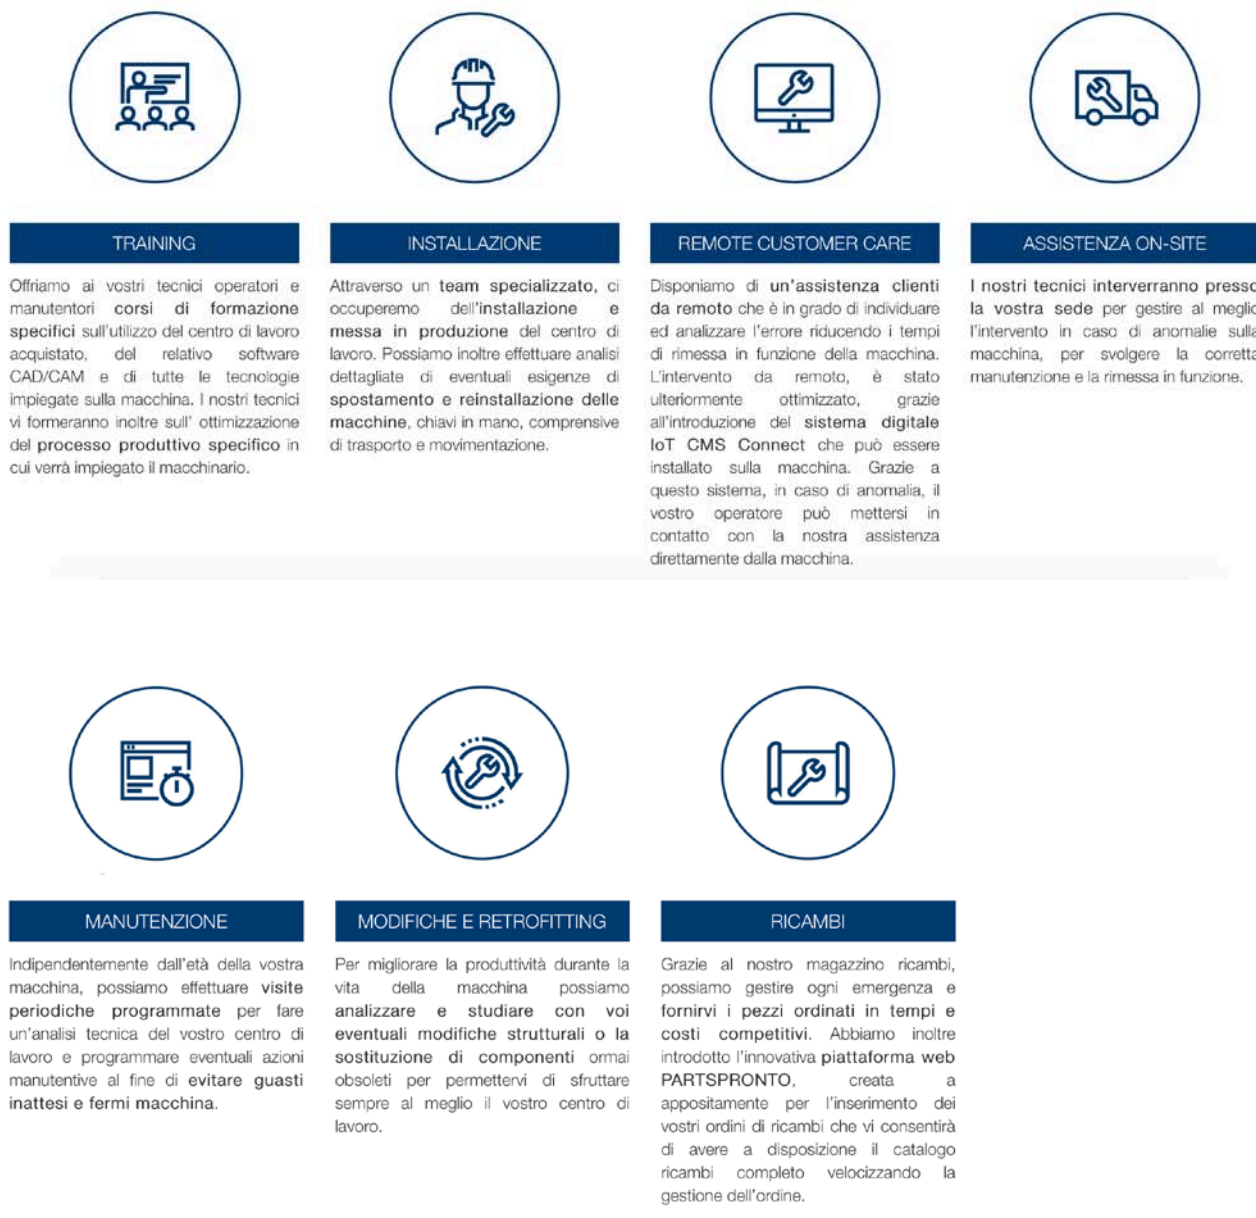 TRAINING
Offriamo ai vostri tecnici operatori e
manutentori corsi di formazione
specifici sull'utilizzo del centro di lavoro
acquistato, del relativo software
CAD/CAM e di tutte le tecnologie
impiegate sulla macchina. I nostri tecnici
vi formeranno inoltre sull' ottimizzazione
del processo produttivo specifico in
cui verrà impiegato il macchinario.
INSTALLAZIONE
Attraverso un team specializzato, ci
occuperemo dell'installazione e
messa in produzione del centro di
lavoro. Possiamo inoltre effettuare analisi
dettagliate di eventuali esigenze di
spostamento e reinstallazione delle
macchine, chiavi in mano, comprensive
di trasporto e movimentazione.
REMOTE CUSTOMER CARE
Disponiamo di un'assistenza clienti
da remoto che è in grado di individuare
ed analizzare l'errore riducendo i tempi
di rimessa in funzione della macchina.
L'intervento da remoto, è stato
ulteriormente ottimizzato, grazie
all'introduzione del sistema digitale
IoT CMS Connect che può essere
installato sulla macchina. Grazie a
questo sistema, in caso di anomalia, il
vostro operatore può mettersi in
contatto con la nostra assistenza
direttamente dalla macchina.
ASSISTENZA ON-SITE
I nostri tecnici interverranno presso
la vostra sede per gestire al meglio
l'intervento in caso di anomalie sulla
macchina, per svolgere la corretta
manutenzione e la rimessa in funzione.
MANUTENZIONE
Indipendentemente dall'età della vostra
macchina, possiamo effettuare visite
periodiche programmate per fare
un'analisi tecnica del vostro centro di
lavoro e programmare eventuali azioni
manutentive al fine di evitare guasti
inattesi e fermi macchina.
MODIFICHE E RETROFITTING
Per migliorare la produttività durante la
vita della macchina possiamo
analizzare e studiare con voi
eventuali modifiche strutturali o la
sostituzione di componenti ormai
obsoleti per permettervi di sfruttare
sempre al meglio il vostro centro di
lavoro.
RICAMBI
Grazie al nostro magazzino ricambi,
possiamo gestire ogni emergenza e
fornirvi i pezzi ordinati in tempi e
costi competitivi. Abbiamo inoltre
introdotto l'innovativa piattaforma web
PARTSPRONTO, creata a
appositamente per l'inserimento dei
vostri ordini di ricambi che vi consentirà
di avere a disposizione il catalogo
ricambi completo velocizzando la
gestione dell'ordine.